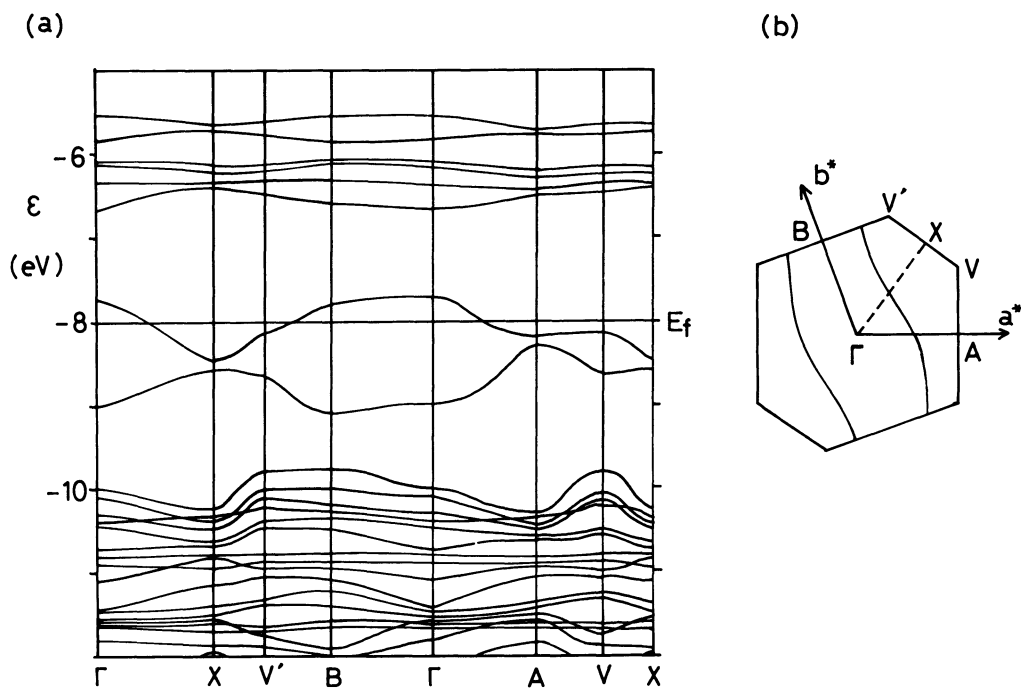 (a)
(b)
-6
ε
(eV)
-8
-10
E_f
Γ X V' B Γ A V X
b*
V'
B
X
V
a*
Γ
A